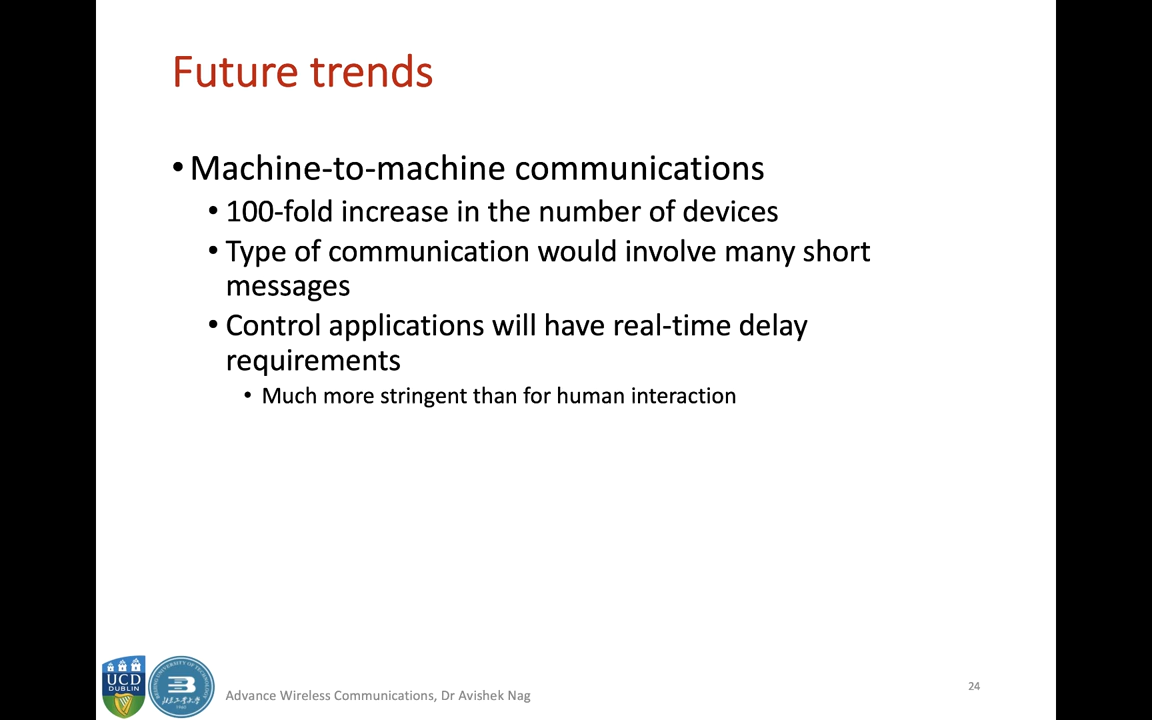 Future trends
• Machine-to-machine communications
• 100-fold increase in the number of devices
• Type of communication would involve many short
messages
• Control applications will have real-time delay
requirements
• Much more stringent than for human interaction
UCD
DUBLIN
Advance Wireless Communications, Dr Avishek Nag
24